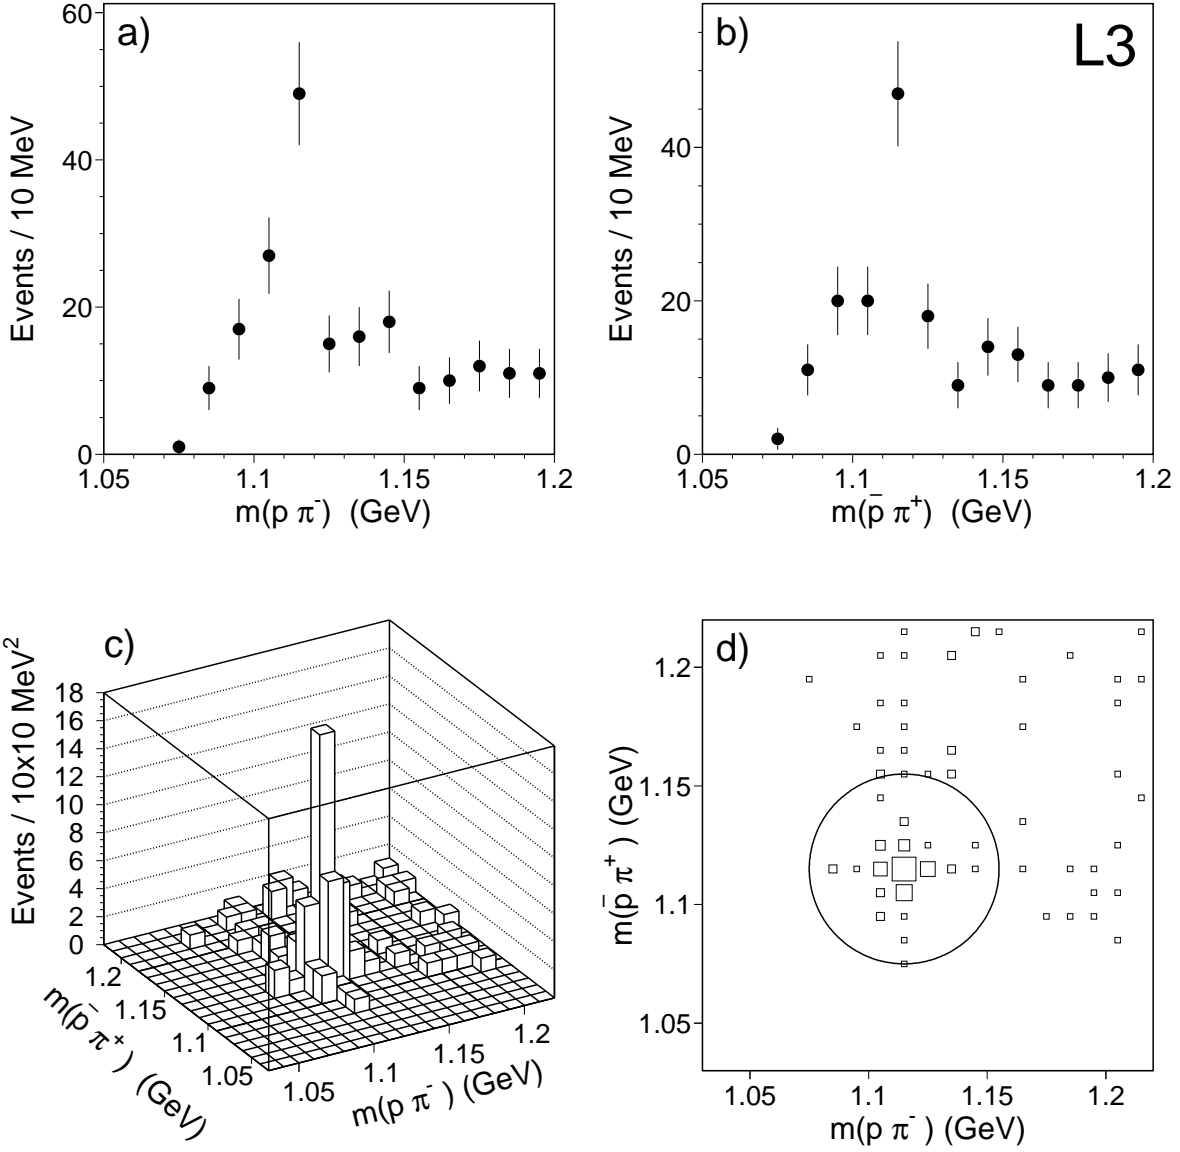 a)
60
40
20
0
Events / 10 MeV
1.05 1.1 1.15 1.2
m(p π⁻) (GeV)
b)
L3
40
20
0
Events / 10 MeV
1.05 1.1 1.15 1.2
m(p̄ π⁺) (GeV)
c)
18
16
14
12
10
8
6
4
2
0
Events / 10x10 MeV²
1.2
1.15
1.1
1.05
m(p̄ π⁺) (GeV)
1.05
1.1
1.15
1.2
m(p π⁻) (GeV)
d)
1.2
1.15
1.1
1.05
m(p̄ π⁺) (GeV)
1.05 1.1 1.15 1.2
m(p π⁻) (GeV)